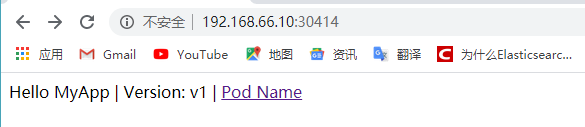 不安全 | 192.168.66.10:30414
应用 Gmail YouTube 地图 资讯 翻译 为什么Elasticsearc...
Hello MyApp | Version: v1 | Pod Name